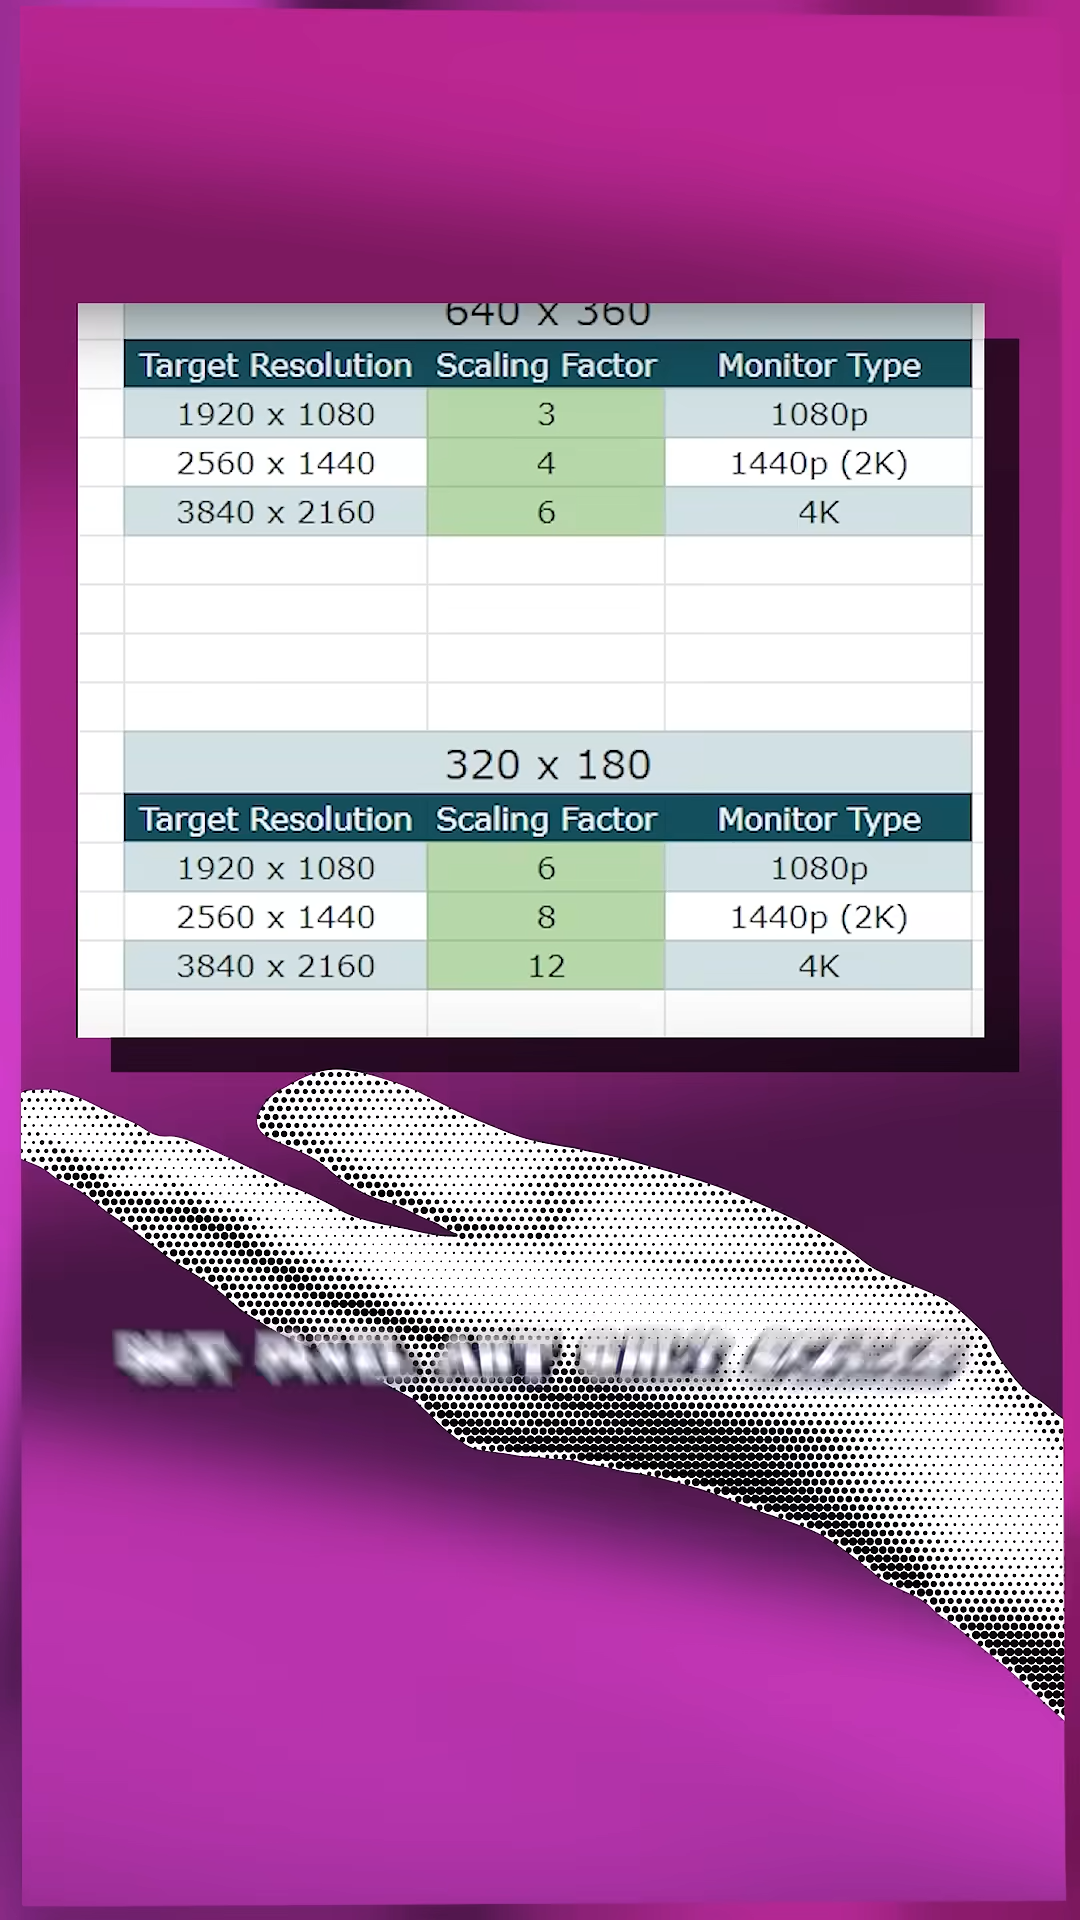 640 x 360
Target Resolution Scaling Factor Monitor Type
1920 x 1080 3 1080p
2560 x 1440 4 1440p (2K)
3840 x 2160 6 4K
320 x 180
Target Resolution Scaling Factor Monitor Type
1920 x 1080 6 1080p
2560 x 1440 8 1440p (2K)
3840 x 2160 12 4K
PIXEL ART